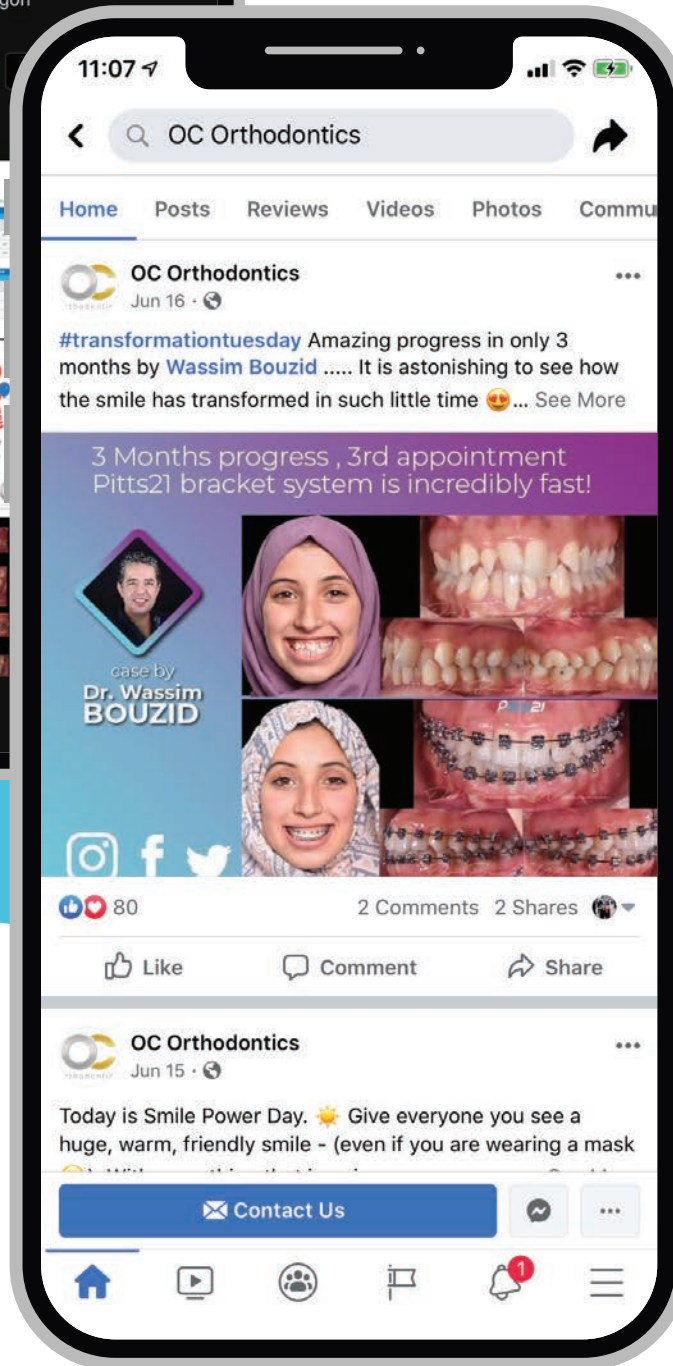 gon
11:07
OC Orthodontics
Home Posts Reviews Videos Photos Commu
OC Orthodontics
Jun 16 ·
#transformationtuesday Amazing progress in only 3
months by Wassim Bouzid ..... It is astonishing to see how
the smile has transformed in such little time 😍... See More
3 Months progress , 3rd appointment
Pitts21 bracket system is incredibly fast!
case by
Dr. Wassim
BOUZID
80 2 Comments 2 Shares
Like Comment Share
OC Orthodontics
Jun 15 ·
Today is Smile Power Day. ☀️ Give everyone you see a
huge, warm, friendly smile - (even if you are wearing a mask
Contact Us
1